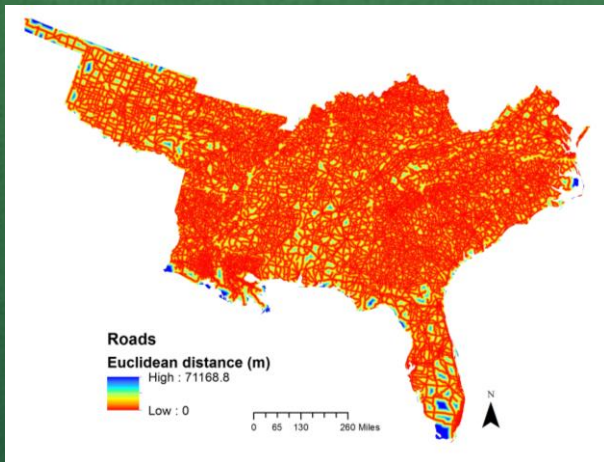 Roads
Euclidean distance (m)
High : 71168.8
Low : 0
N
0 65 130 260 Miles